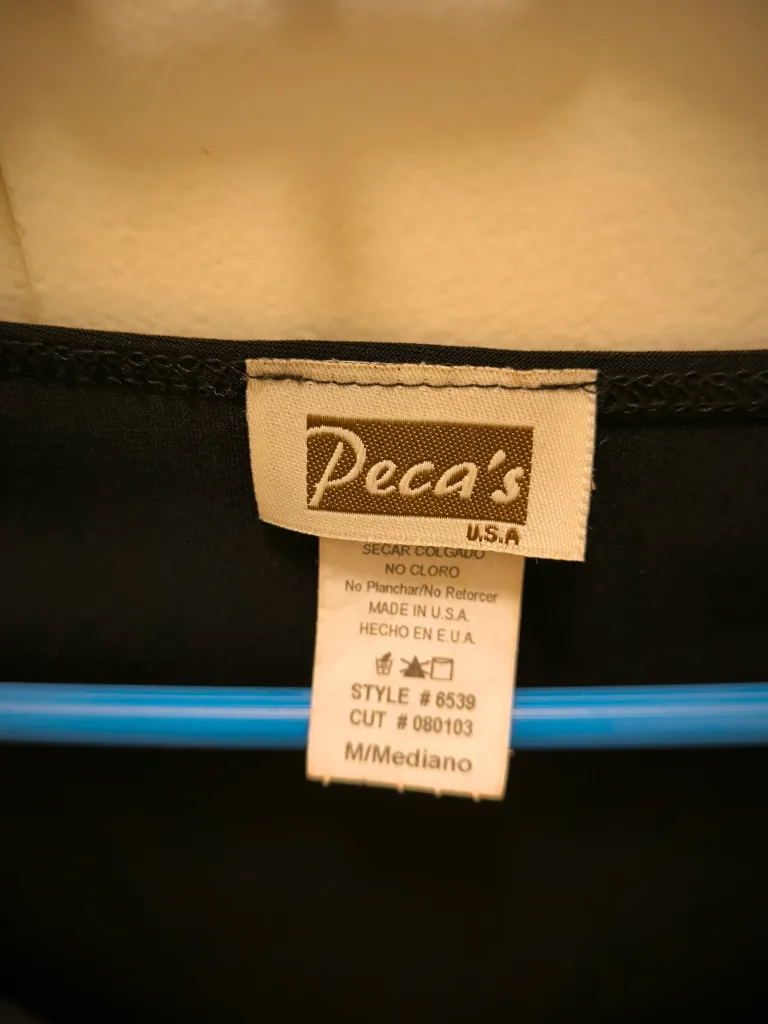 Peca's
U.S.A
SECAR COLGADO
NO CLORO
No Planchar/No Retorcer
MADE IN U.S.A.
HECHO EN E.U.A.
STYLE # 6539
CUT # 080103
M/Mediano